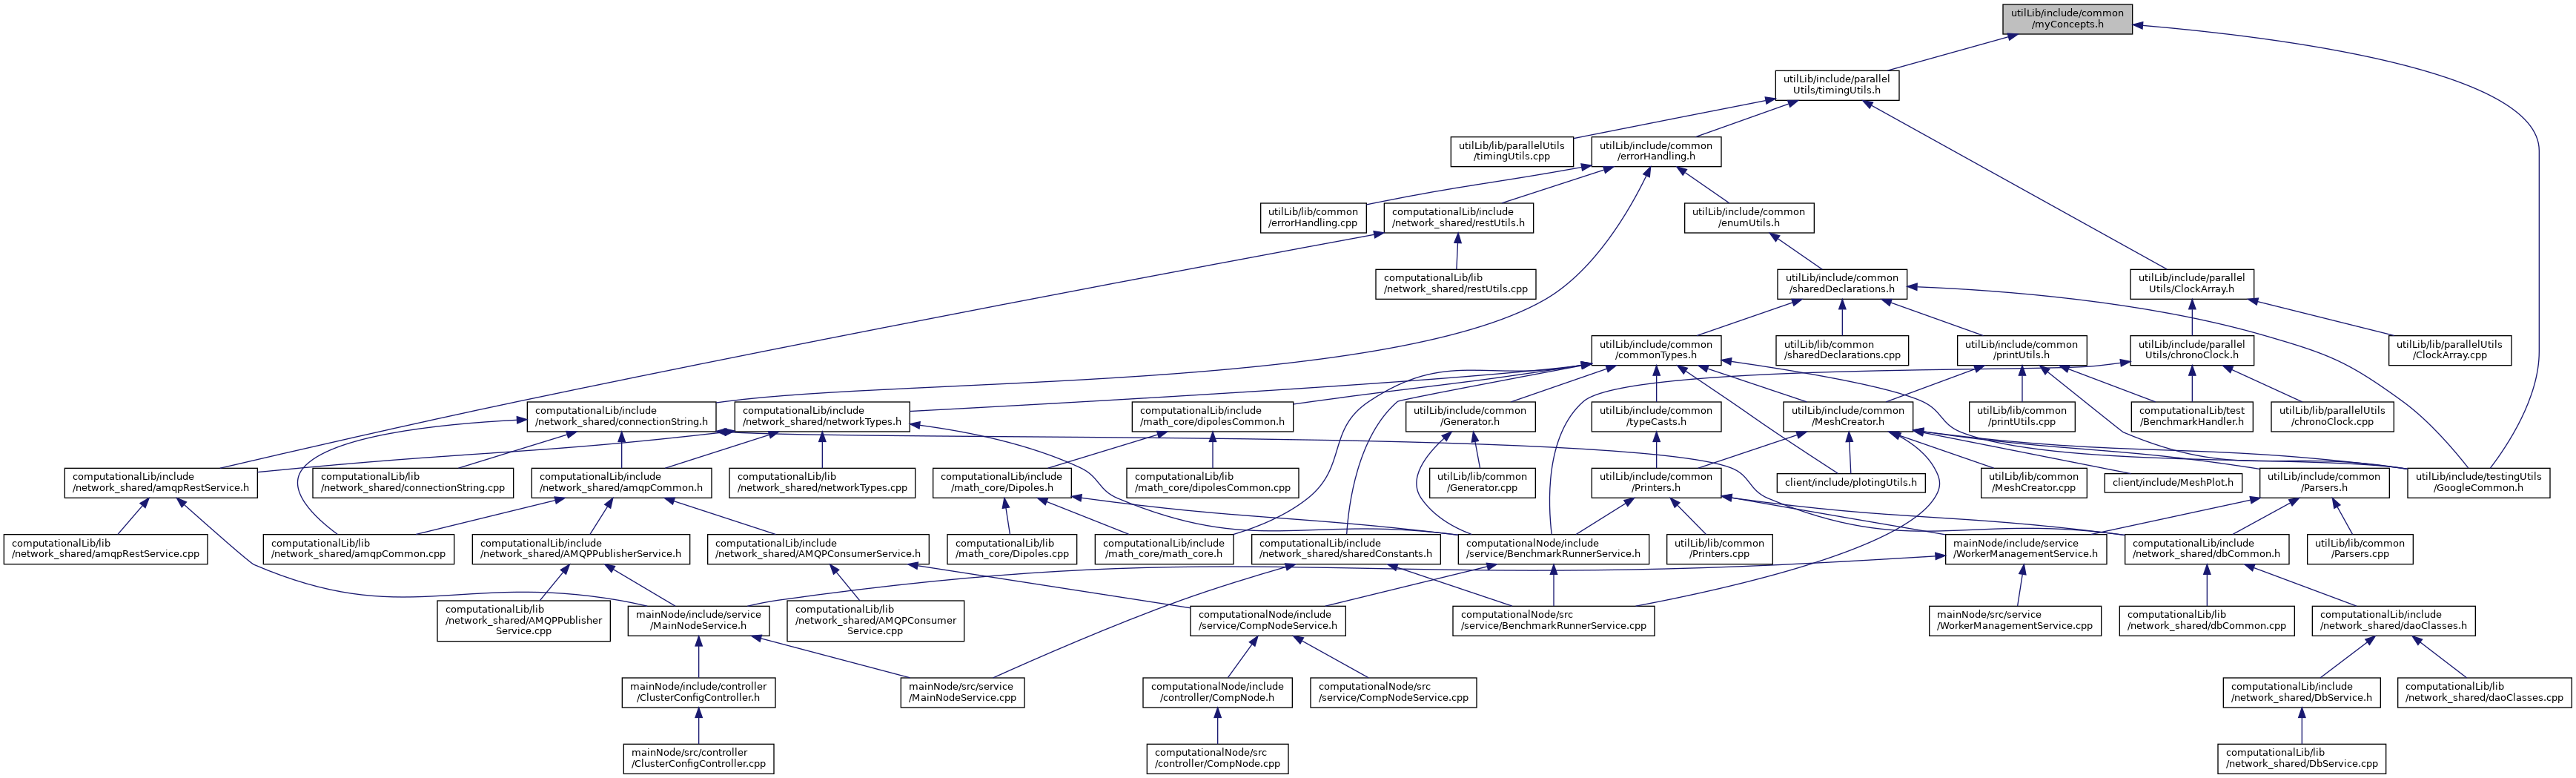 utilLib/include/common
/myConcepts.h
utilLib/include/parallel
Utils/timingUtils.h
utilLib/lib/parallelUtils
/timingUtils.cpp
utilLib/include/common
/errorHandling.h
utilLib/lib/common
/errorHandling.cpp
computationalLib/include
/network_shared/restUtils.h
utilLib/include/common
/enumUtils.h
computationalLib/lib
/network_shared/restUtils.cpp
utilLib/include/common
/sharedDeclarations.h
utilLib/include/parallel
Utils/ClockArray.h
utilLib/include/common
/commonTypes.h
utilLib/lib/common
/sharedDeclarations.cpp
utilLib/include/common
/printUtils.h
utilLib/include/parallel
Utils/chronoClock.h
utilLib/lib/parallelUtils
/ClockArray.cpp
computationalLib/include
/network_shared/connectionString.h
computationalLib/include
/network_shared/networkTypes.h
computationalLib/include
/math_core/dipolesCommon.h
utilLib/include/common
/Generator.h
utilLib/include/common
/typeCasts.h
utilLib/include/common
/MeshCreator.h
utilLib/lib/common
/printUtils.cpp
computationalLib/test
/BenchmarkHandler.h
utilLib/lib/parallelUtils
/chronoClock.cpp
computationalLib/include
/network_shared/amqpRestService.h
computationalLib/lib
/network_shared/connectionString.cpp
computationalLib/include
/network_shared/amqpCommon.h
computationalLib/lib
/network_shared/networkTypes.cpp
computationalLib/include
/math_core/Dipoles.h
computationalLib/lib
/math_core/dipolesCommon.cpp
utilLib/lib/common
/Generator.cpp
utilLib/include/common
/Printers.h
client/include/plotingUtils.h
utilLib/lib/common
/MeshCreator.cpp
client/include/MeshPlot.h
utilLib/include/common
/Parsers.h
utilLib/include/testingUtils
/GoogleCommon.h
computationalLib/lib
/network_shared/amqpRestService.cpp
computationalLib/lib
/network_shared/amqpCommon.cpp
computationalLib/include
/network_shared/AMQPPublisherService.h
computationalLib/include
/network_shared/AMQPConsumerService.h
computationalLib/lib
/math_core/Dipoles.cpp
computationalLib/include
/math_core/math_core.h
computationalLib/include
/network_shared/sharedConstants.h
computationalNode/include
/service/BenchmarkRunnerService.h
utilLib/lib/common
/Printers.cpp
mainNode/include/service
/WorkerManagementService.h
computationalLib/include
/network_shared/dbCommon.h
utilLib/lib/common
/Parsers.cpp
computationalLib/lib
/network_shared/AMQPPublisher
Service.cpp
mainNode/include/service
/MainNodeService.h
computationalLib/lib
/network_shared/AMQPConsumer
Service.cpp
computationalNode/include
/service/CompNodeService.h
computationalNode/src
/service/BenchmarkRunnerService.cpp
mainNode/src/service
/WorkerManagementService.cpp
computationalLib/lib
/network_shared/dbCommon.cpp
computationalLib/include
/network_shared/daoClasses.h
mainNode/include/controller
/ClusterConfigController.h
mainNode/src/service
/MainNodeService.cpp
computationalNode/include
/controller/CompNode.h
computationalNode/src
/service/CompNodeService.cpp
computationalLib/include
/network_shared/DbService.h
computationalLib/lib
/network_shared/daoClasses.cpp
mainNode/src/controller
/ClusterConfigController.cpp
computationalNode/src
/controller/CompNode.cpp
computationalLib/lib
/network_shared/DbService.cpp